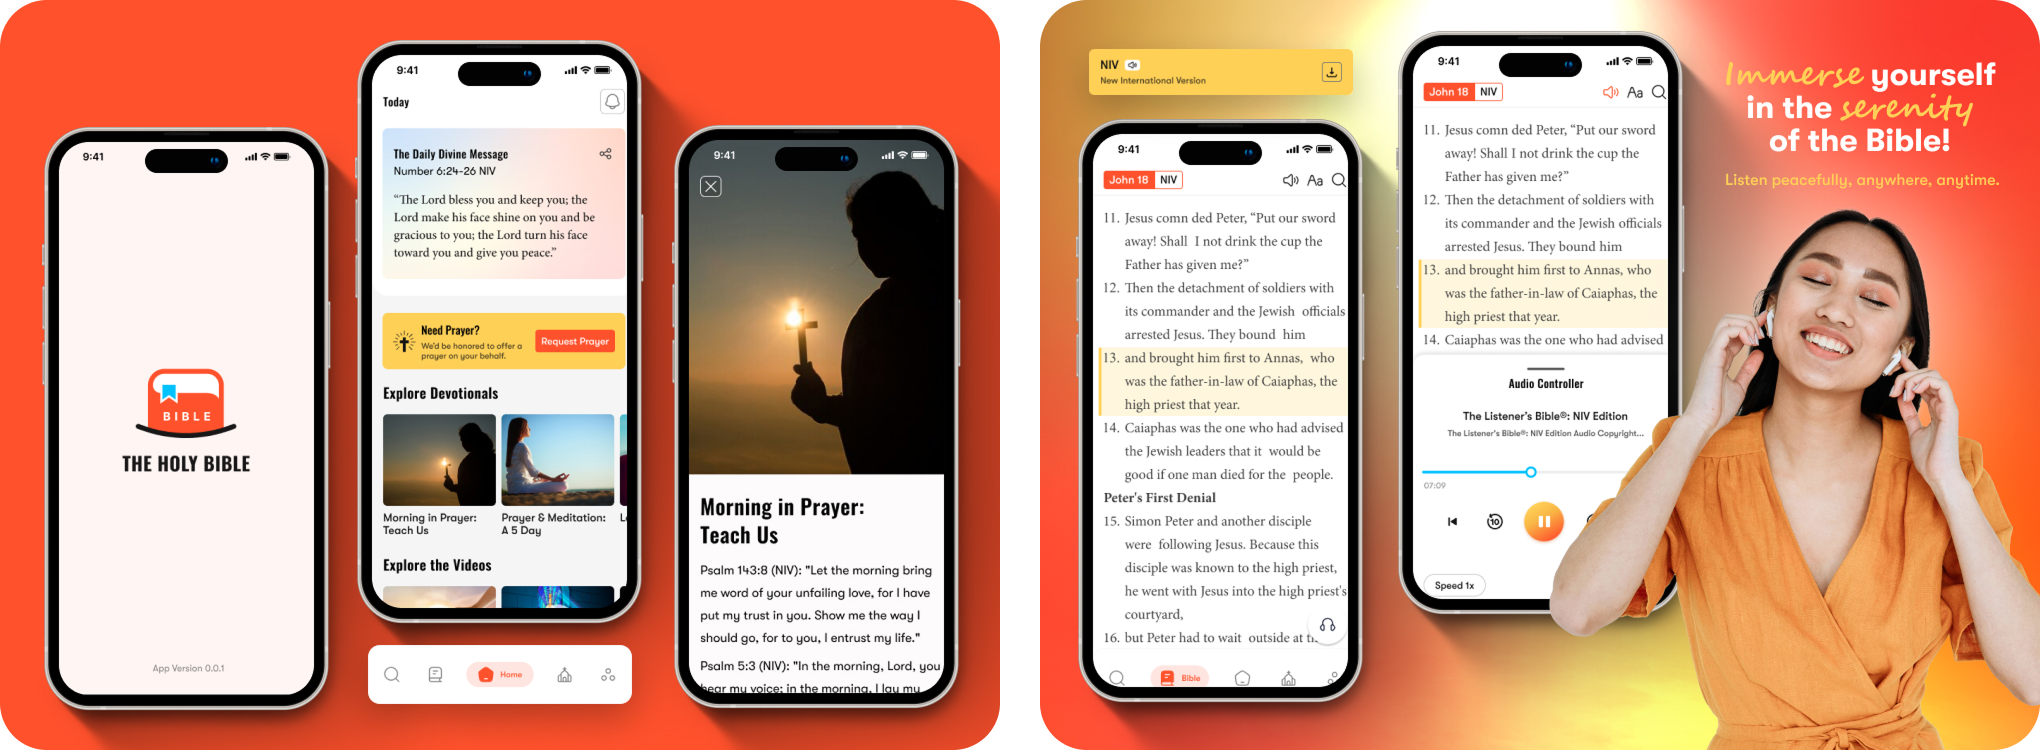 9:41
BIBLE
THE HOLY BIBLE
App Version 0.0.1
9:41
Today
The Daily Divine Message
Number 6:24-26 NIV
“The Lord bless you and keep you; the
Lord make his face shine on you and be
gracious to you; the Lord turn his face
toward you and give you peace.”
Need Prayer?
We'd be honored to offer a
prayer on your behalf.
Request Prayer
Explore Devotionals
Morning in Prayer:
Teach Us
Prayer & Meditation:
A 5 Day
Explore the Videos
Home
9:41
Morning in Prayer:
Teach Us
Psalm 143:8 (NIV): "Let the morning bring
me word of your unfailing love, for I have
put my trust in you. Show me the way I
should go, for to you, I entrust my life."
Psalm 5:3 (NIV): "In the morning, Lord, you
hear my voice; in the morning, I lay my
NIV
New International Version
9:41
John 18 NIV
Aa
11. Jesus comn ded Peter, “Put our sword
away! Shall I not drink the cup the
Father has given me?”
12. Then the detachment of soldiers with
its commander and the Jewish officials
arrested Jesus. They bound him
13. and brought him first to Annas, who
was the father-in-law of Caiaphas, the
high priest that year.
14. Caiaphas was the one who had advised
the Jewish leaders that it would be
good if one man died for the people.
Peter's First Denial
15. Simon Peter and another disciple
were following Jesus. Because this
disciple was known to the high priest,
he went with Jesus into the high priest's
courtyard,
16. but Peter had to wait outside at
Bible
9:41
John 18 NIV
Aa
11. Jesus comn ded Peter, “Put our sword
away! Shall I not drink the cup the
Father has given me?”
12. Then the detachment of soldiers with
its commander and the Jewish officials
arrested Jesus. They bound him
13. and brought him first to Annas, who
was the father-in-law of Caiaphas, the
high priest that year.
14. Caiaphas was the one who had advised
Audio Controller
The Listener's Bible®: NIV Edition
The Listener's Bible®: NIV Edition Audio Copyright...
07:09
10
Speed 1x
Immerse yourself
in the serenity
of the Bible!
Listen peacefully, anywhere, anytime.